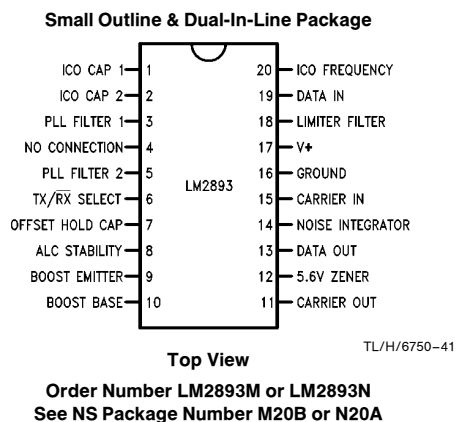 Small Outline & Dual-In-Line Package
ICO CAP 1 1 20 ICO FREQUENCY
ICO CAP 2 2 19 DATA IN
PLL FILTER 1 3 18 LIMITER FILTER
NO CONNECTION 4 17 V+
PLL FILTER 2 5 16 GROUND
LM2893
TX/R̅X̅ SELECT 6 15 CARRIER IN
OFFSET HOLD CAP 7 14 NOISE INTEGRATOR
ALC STABILITY 8 13 DATA OUT
BOOST EMITTER 9 12 5.6V ZENER
BOOST BASE 10 11 CARRIER OUT
TL/H/6750–41
Top View
Order Number LM2893M or LM2893N
See NS Package Number M20B or N20A